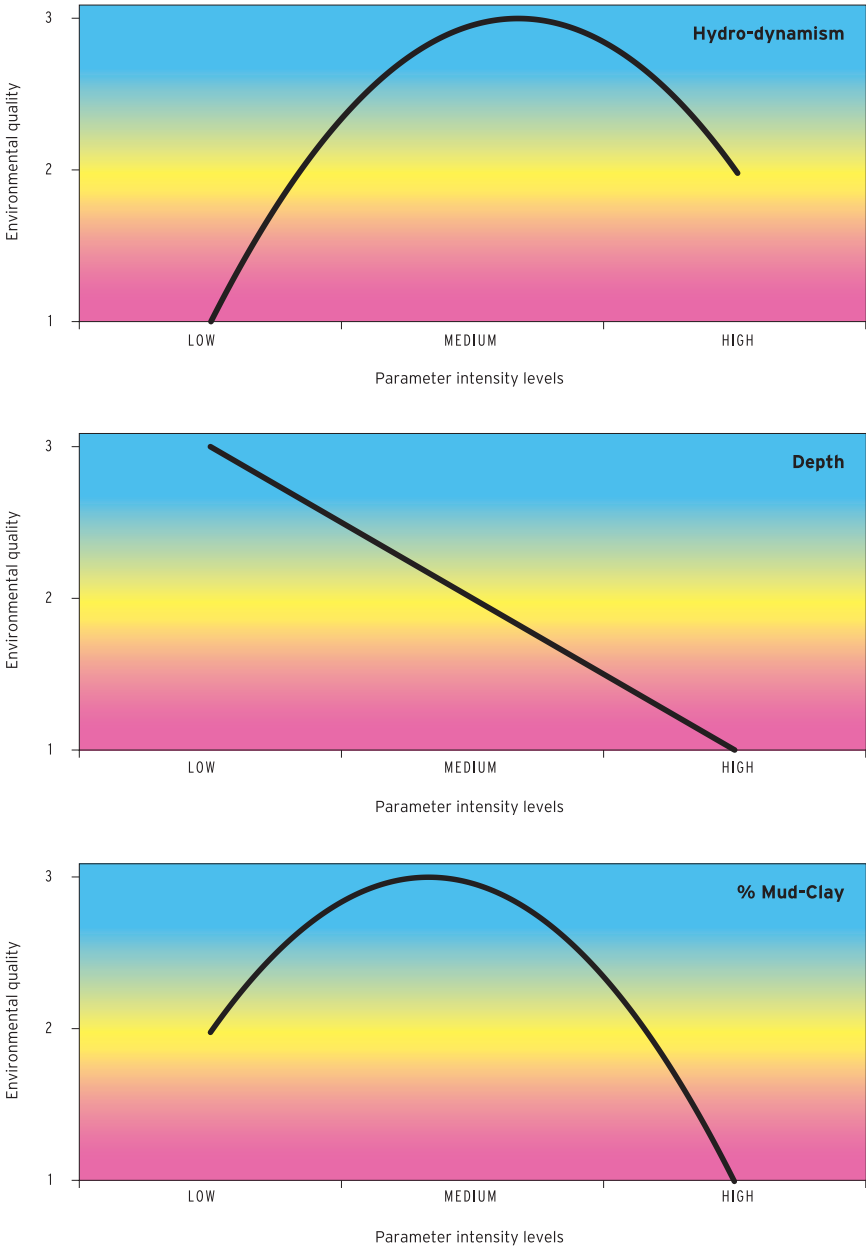 3
Hydro-dynamism
Environmental quality
2
1
LOW MEDIUM HIGH
Parameter intensity levels
3
Depth
Environmental quality
2
1
LOW MEDIUM HIGH
Parameter intensity levels
3
% Mud-Clay
Environmental quality
2
1
LOW MEDIUM HIGH
Parameter intensity levels